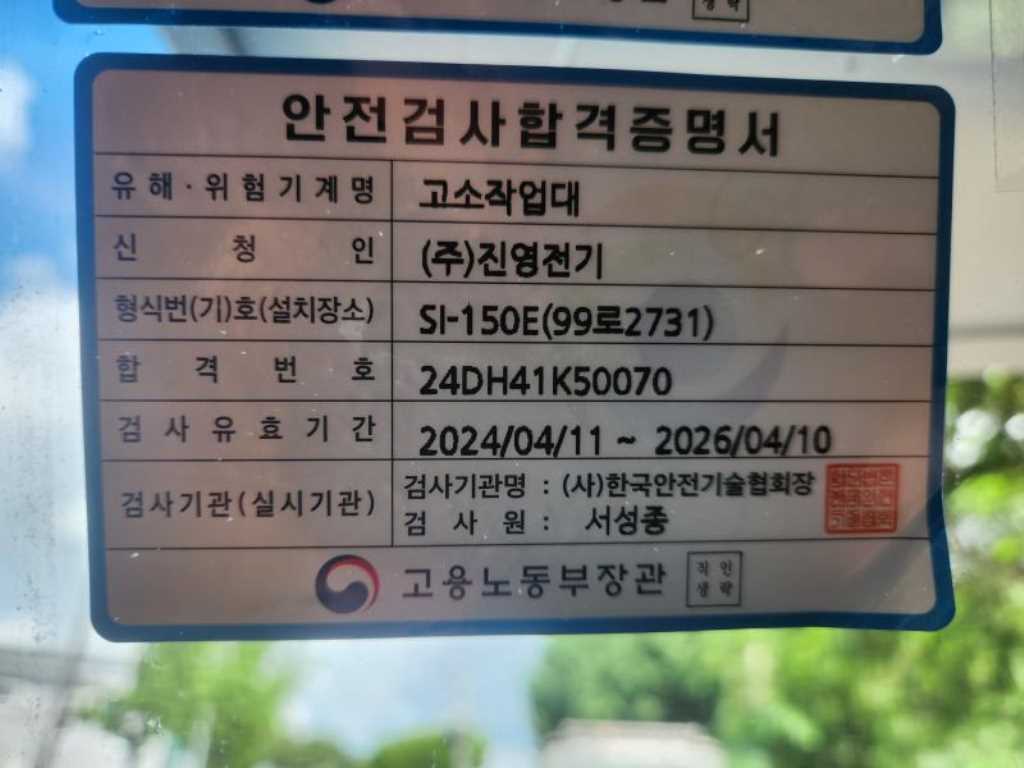 생략
안전검사합격증명서
유해·위험기계명 고소작업대
신청인 (주)진영전기
형식번(기)호(설치장소) SI-150E(99로2731)
합격번호 24DH41K50070
검사유효기간 2024/04/11 ~ 2026/04/10
검사기관(실시기관) 검사기관명 : (사)한국안전기술협회장
검사원 : 서성종
고용노동부장관 직인
생략